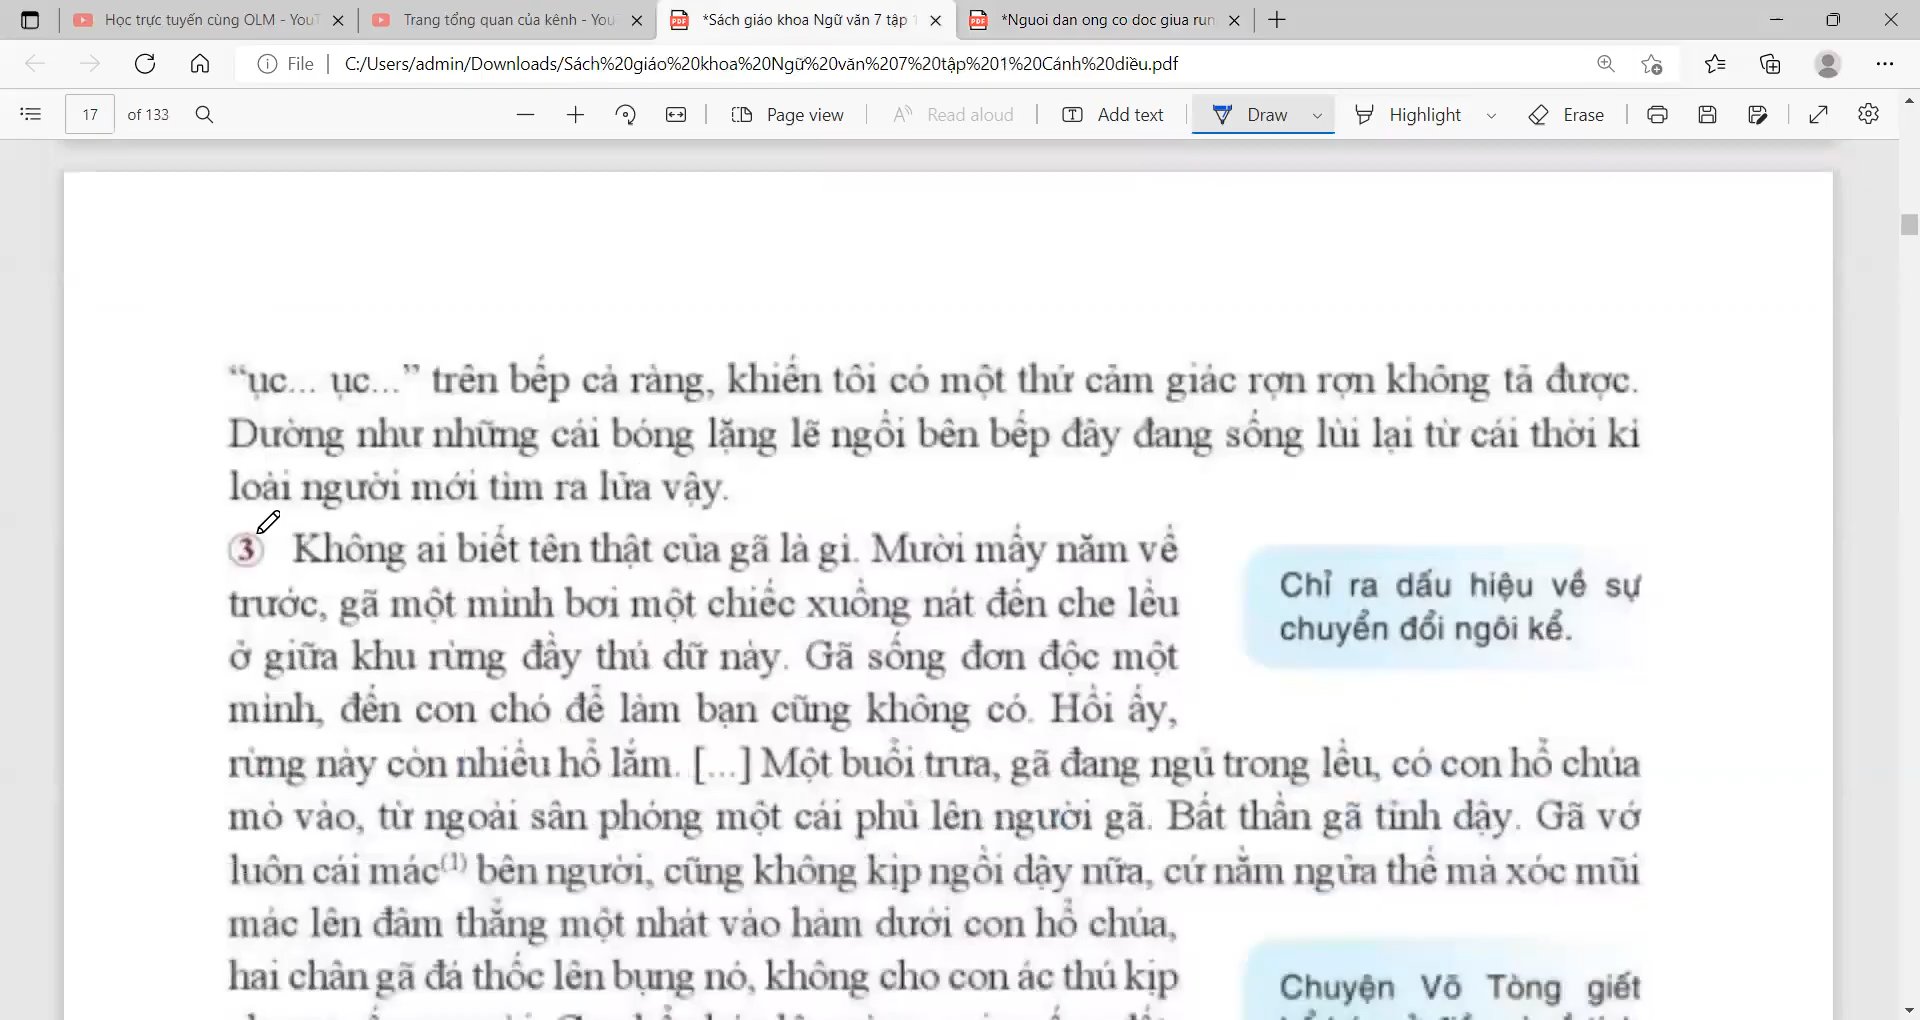 Học trực tuyến cùng OLM - YouT
Trang tổng quan của kênh - You
*Sách giáo khoa Ngữ văn 7 tập 1
*Nguoi dan ong co doc giua run
File
C:/Users/admin/Downloads/Sách%20giáo%20khoa%20Ngữ%20văn%207%20tập%201%20Cánh%20diều.pdf
17 of 133
Page view
Read aloud
Add text
Draw
Highlight
Erase
“ục... ục...” trên bếp cà ràng, khiến tôi có một thứ cảm giác rợn rợn không tả được.
Dường như những cái bóng lặng lẽ ngồi bên bếp đây đang sống lùi lại từ cái thời kì
loài người mới tìm ra lửa vậy.
3 Không ai biết tên thật của gã là gì. Mười mấy năm về
trước, gã một mình bơi một chiếc xuồng nát đến che lều
ở giữa khu rừng đầy thú dữ này. Gã sống đơn độc một
mình, đến con chó để làm bạn cũng không có. Hồi ấy,
Chỉ ra dấu hiệu về sự
chuyển đổi ngôi kể.
rừng này còn nhiều hổ lắm. [...] Một buổi trưa, gã đang ngủ trong lều, có con hổ chúa
mò vào, từ ngoài sân phóng một cái phủ lên người gã. Bất thần gã tỉnh dậy. Gã vớ
luôn cái mác(1) bên người, cũng không kịp ngồi dậy nữa, cứ nằm ngửa thế mà xóc mũi
mác lên đâm thẳng một nhát vào hàm dưới con hổ chúa,
hai chân gã đá thốc lên bụng nó, không cho con ác thú kịp
Chuyện Võ Tòng giết